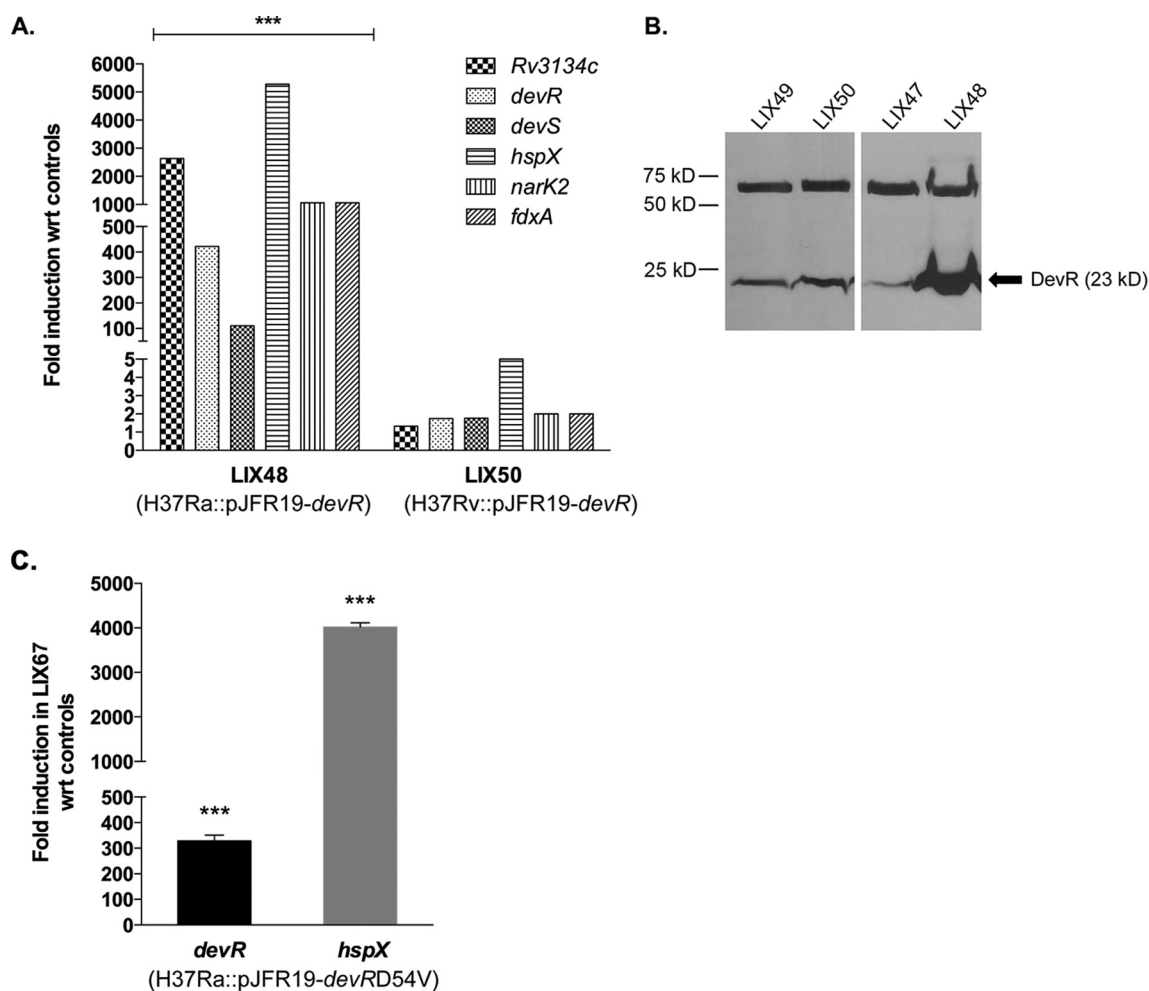 A.
***
Fold induction wrt controls
6000
5000
4000
3000
2000
1000
500
400
300
200
100
5
4
3
2
1
0
Rv3134c
devR
devS
hspX
narK2
fdxA
LIX48
(H37Ra::pJFR19-devR)
LIX50
(H37Rv::pJFR19-devR)
B.
LIX49
LIX50
LIX47
LIX48
75 kD
50 kD
25 kD
DevR (23 kD)
C.
Fold induction in LIX67
wrt controls
5000
4000
3000
2000
1000
500
400
300
200
100
0
***
***
devR
hspX
(H37Ra::pJFR19-devRD54V)